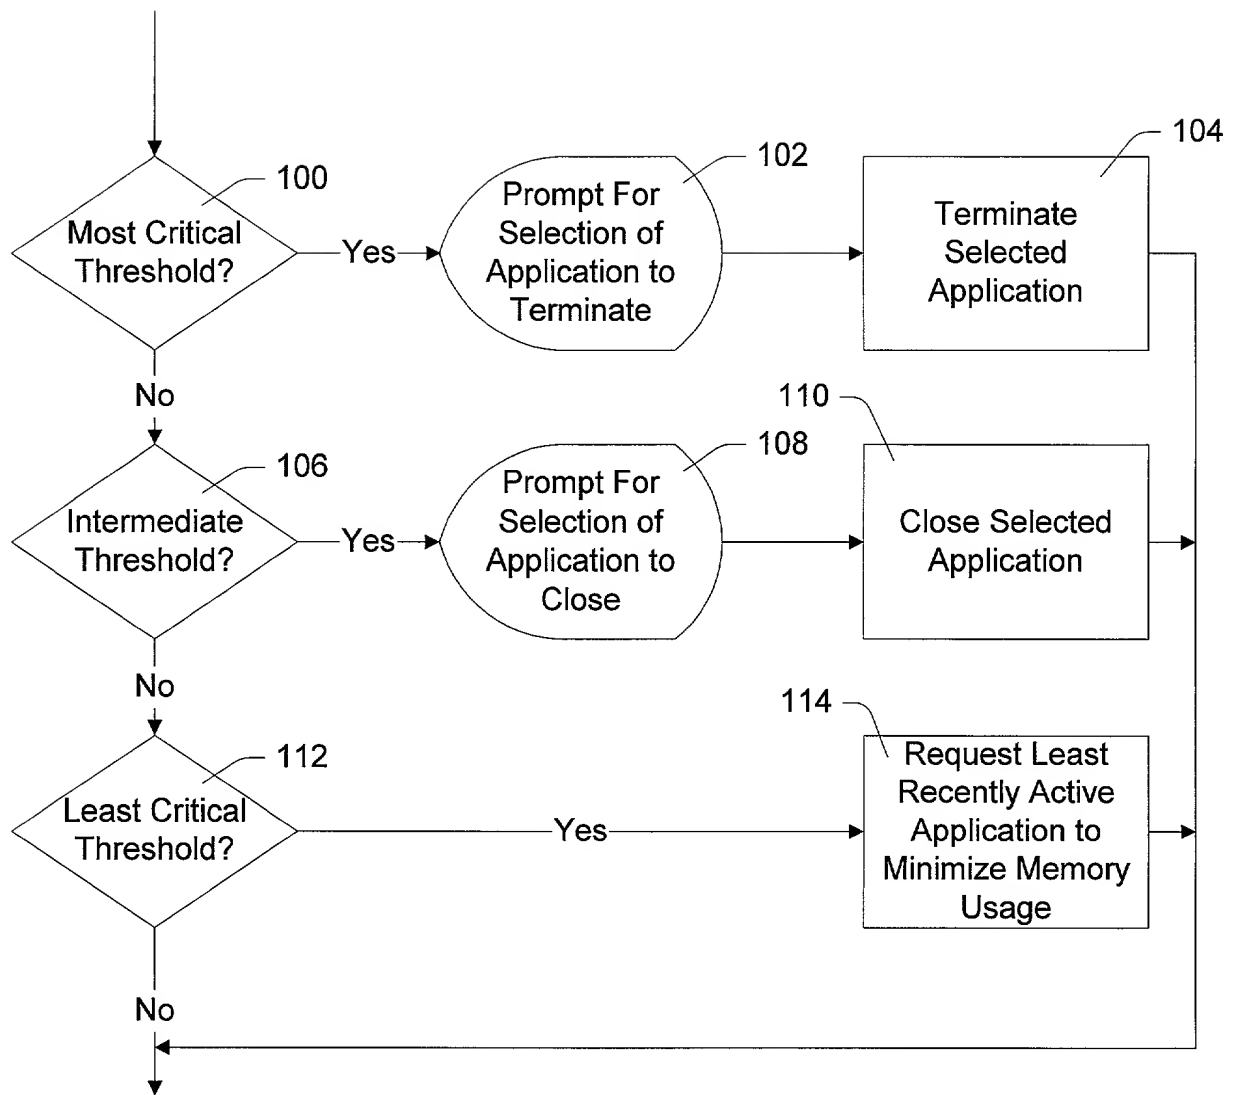 100
102
104
Most Critical
Threshold?
Yes
Prompt For
Selection of
Application to
Terminate
Terminate
Selected
Application
No
106
108
110
Intermediate
Threshold?
Yes
Prompt For
Selection of
Application to
Close
Close Selected
Application
No
112
114
Least Critical
Threshold?
Yes
Request Least
Recently Active
Application to
Minimize Memory
Usage
No